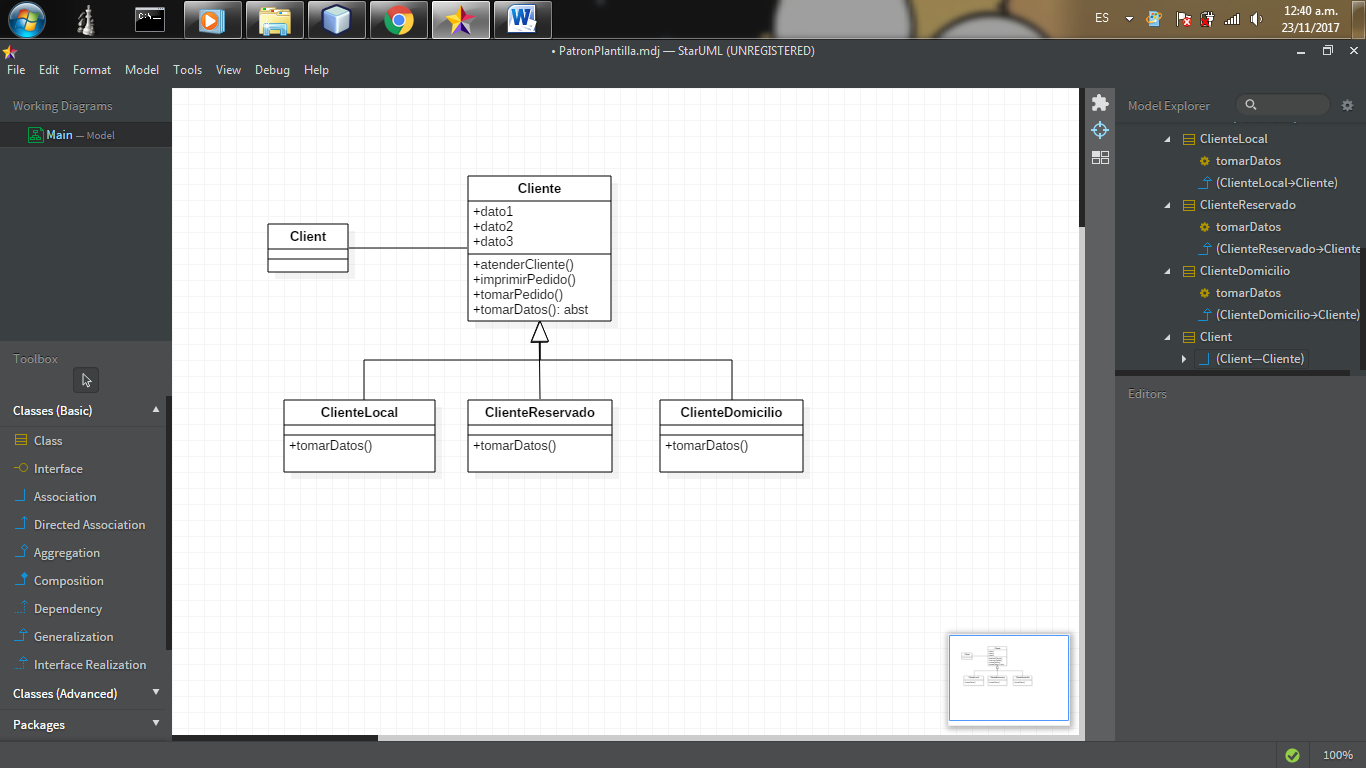 C:\_
W
ES
12:40 a.m.
23/11/2017
• PatronPlantilla.mdj — StarUML (UNREGISTERED)
File Edit Format Model Tools View Debug Help
Working Diagrams
Main — Model
Toolbox
Classes (Basic)
Class
Interface
Association
Directed Association
Aggregation
Composition
Dependency
Generalization
Interface Realization
Classes (Advanced)
Packages
Client
Cliente
+dato1
+dato2
+dato3
+atenderCliente()
+imprimirPedido()
+tomarPedido()
+tomarDatos(): abst
ClienteLocal
+tomarDatos()
ClienteReservado
+tomarDatos()
ClienteDomicilio
+tomarDatos()
Model Explorer
ClienteLocal
tomarDatos
(ClienteLocal→Cliente)
ClienteReservado
tomarDatos
(ClienteReservado→Cliente
ClienteDomicilio
tomarDatos
(ClienteDomicilio→Cliente)
Client
(Client—Cliente)
Editors
100%